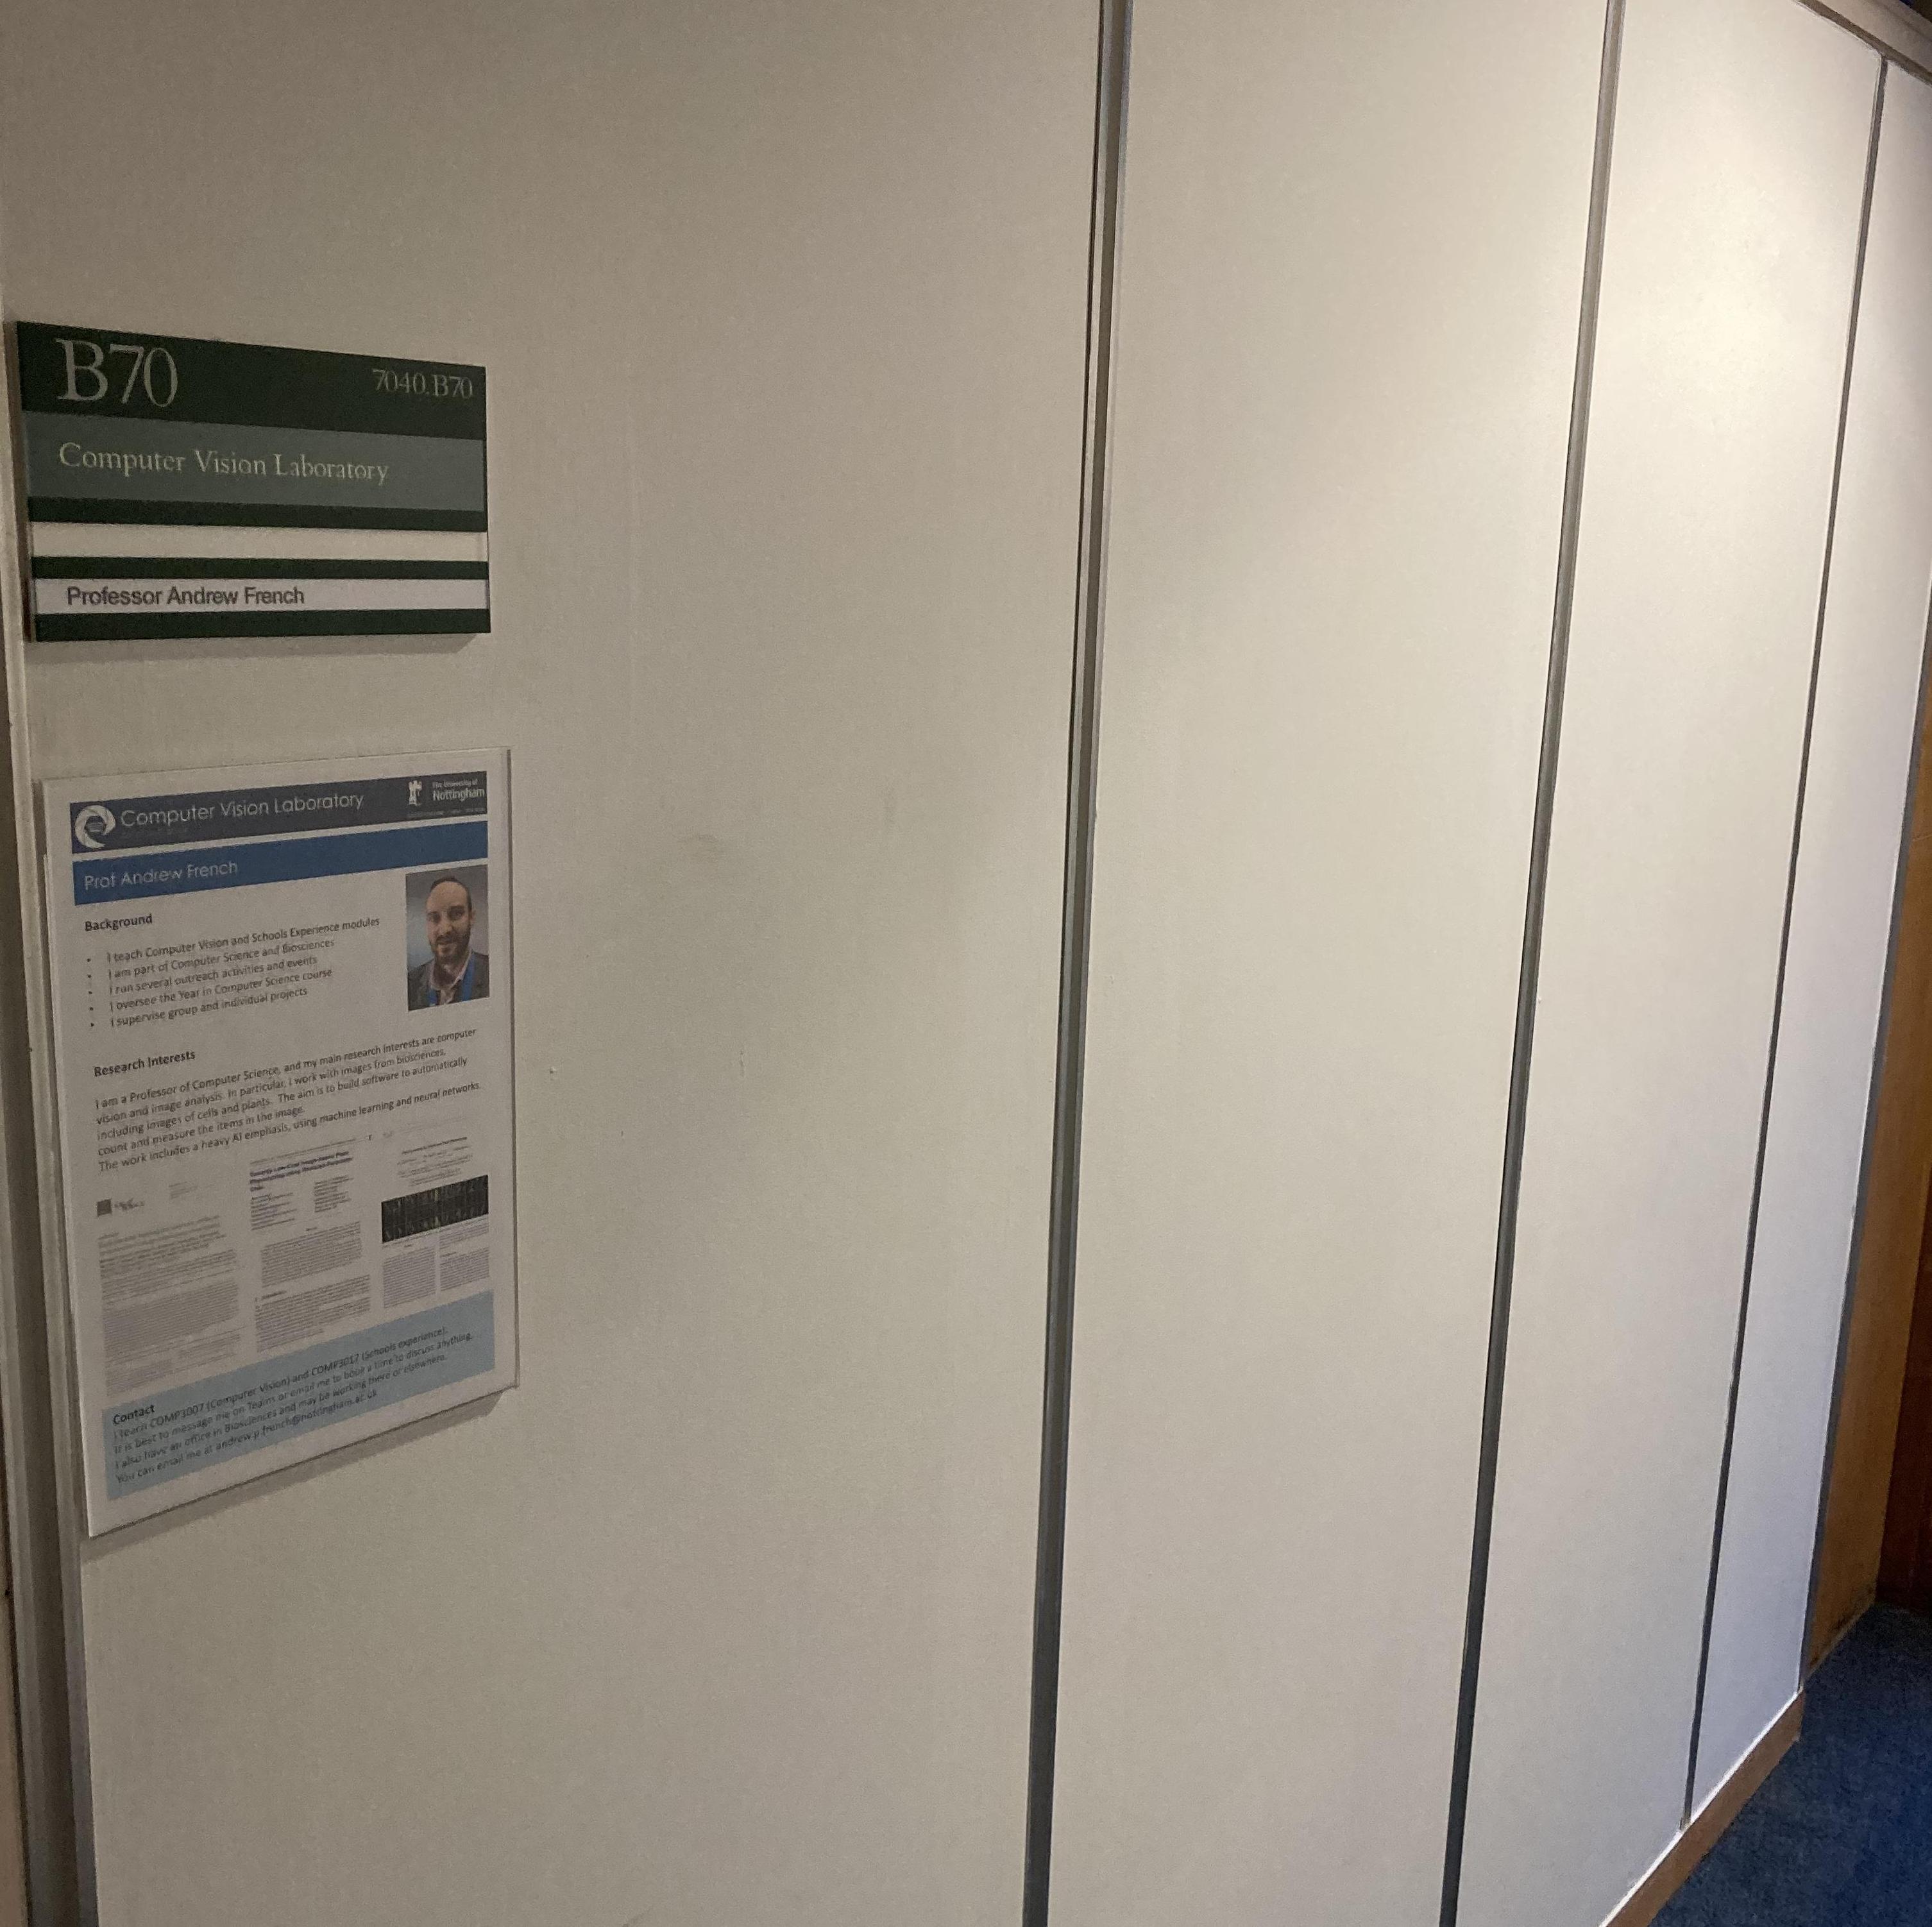 B70
7040.B70
Computer Vision Laboratory
Professor Andrew French
Computer Vision Laboratory
The University of
Nottingham
Prof Andrew French
Background
• I teach Computer Vision and Schools Experience modules
• I am part of Computer Science and Biosciences
• I run several outreach activities and events
• I oversee the Year in Computer Science course
• I supervise group and individual projects
Research Interests
I am a Professor of Computer Science, and my main research interests are computer
vision and image analysis. In particular, I work with images from biosciences,
including images of cells and plants. The aim is to build software to automatically
count and measure the items in the image.
The work includes a heavy AI emphasis, using machine learning and neural networks.
Contact
I teach COMP3007 (Computer Vision) and COMP3017 (Schools experience).
It is best to message me on Teams or email me to book a time to discuss anything.
I also have an office in Biosciences and may be working there or elsewhere.
You can email me at andrew.p.french@nottingham.ac.uk